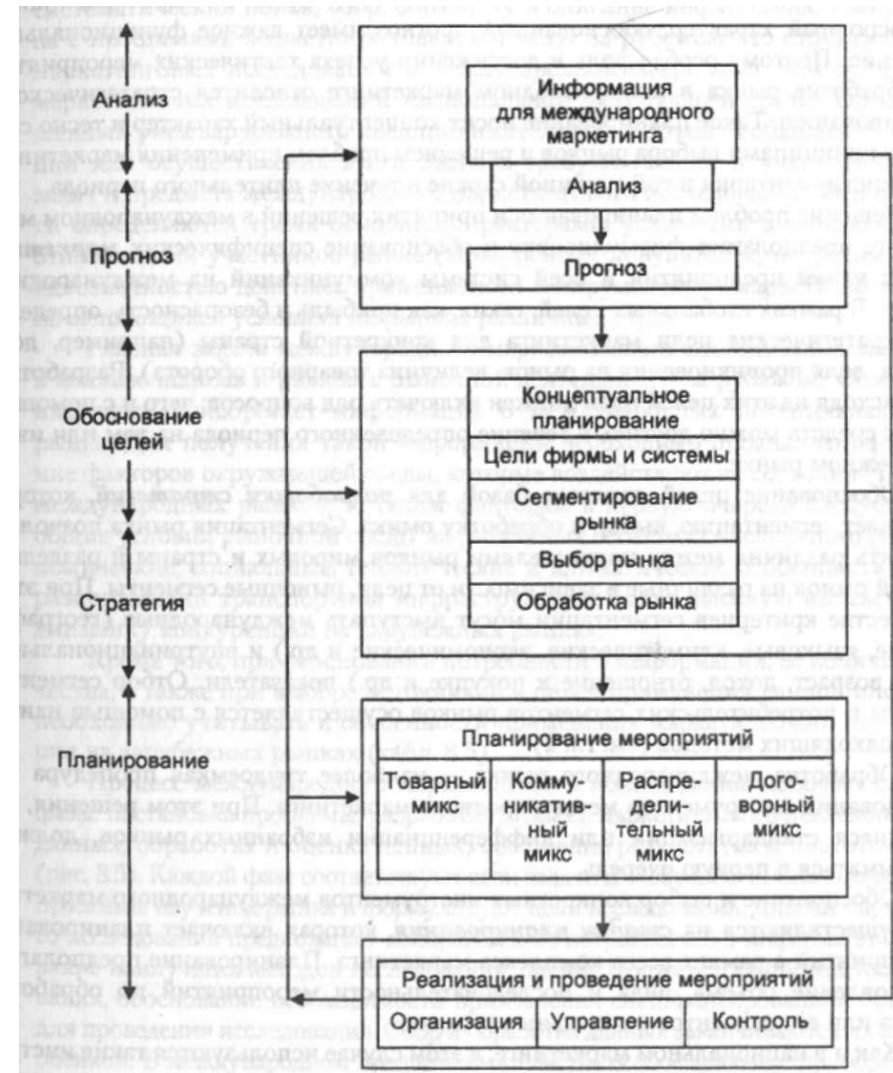 Анализ
Прогноз
Обоснование
целей
Стратегия
Планирование
Информация
для международного
маркетинга
Анализ
Прогноз
Концептуальное
планирование
Цели фирмы и системы
Сегментирование
рынка
Выбор рынка
Обработка рынка
Планирование мероприятий
Товарный
микс
Комму-
никатив-
ный
микс
Распре-
дели-
тельный
микс
Дого-
ворный
микс
Реализация и проведение мероприятий
Организация
Управление
Контроль